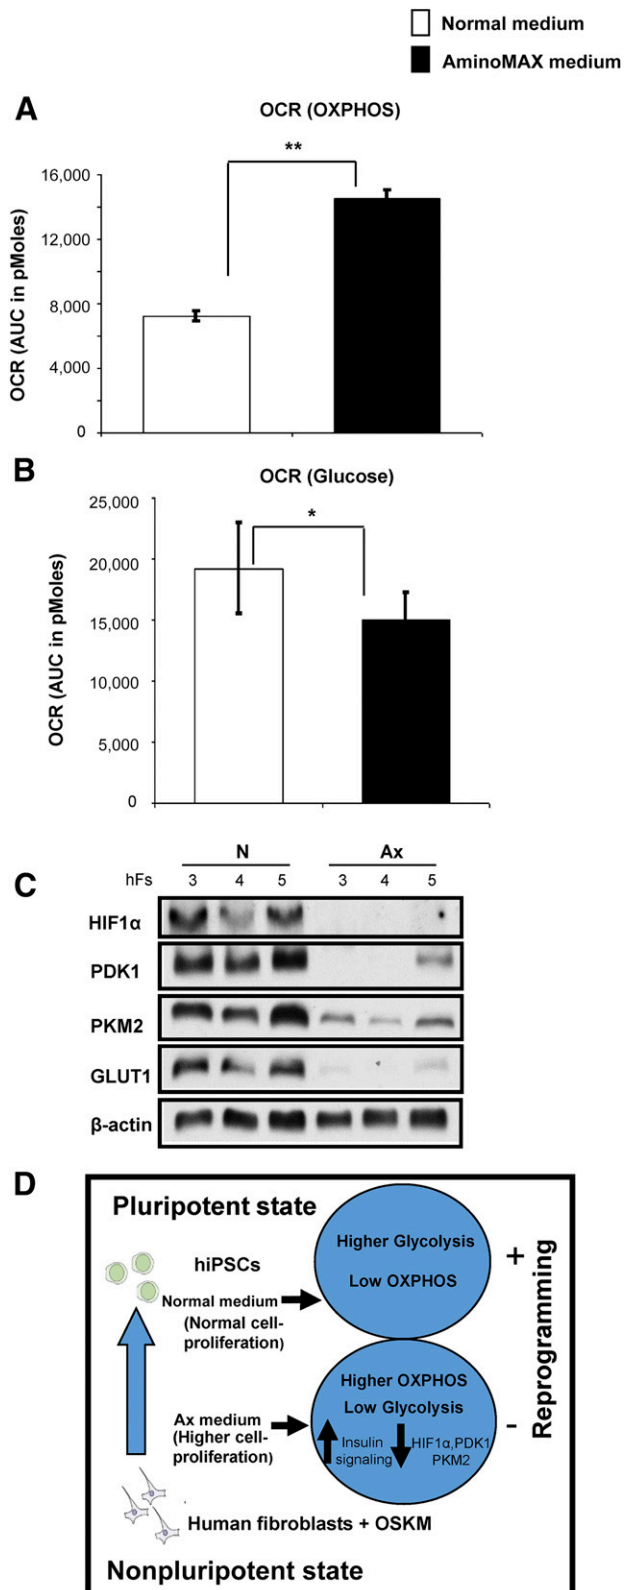 Normal medium
AminoMAX medium
A
OCR (OXPHOS)
**
OCR (AUC in pMoles)
16,000
12,000
8,000
4,000
0
B
OCR (Glucose)
*
OCR (AUC in pMoles)
25,000
20,000
15,000
10,000
5,000
0
C
N Ax
hFs 3 4 5 3 4 5
HIF1α
PDK1
PKM2
GLUT1
β-actin
D
Pluripotent state
hiPSCs
Normal medium
(Normal cell-
proliferation)
Higher Glycolysis
Low OXPHOS
+
Reprogramming
-
Higher OXPHOS
Low Glycolysis
Insulin
signaling
HIF1α,PDK1
PKM2
Ax medium
(Higher cell-
proliferation)
Human fibroblasts + OSKM
Nonpluripotent state